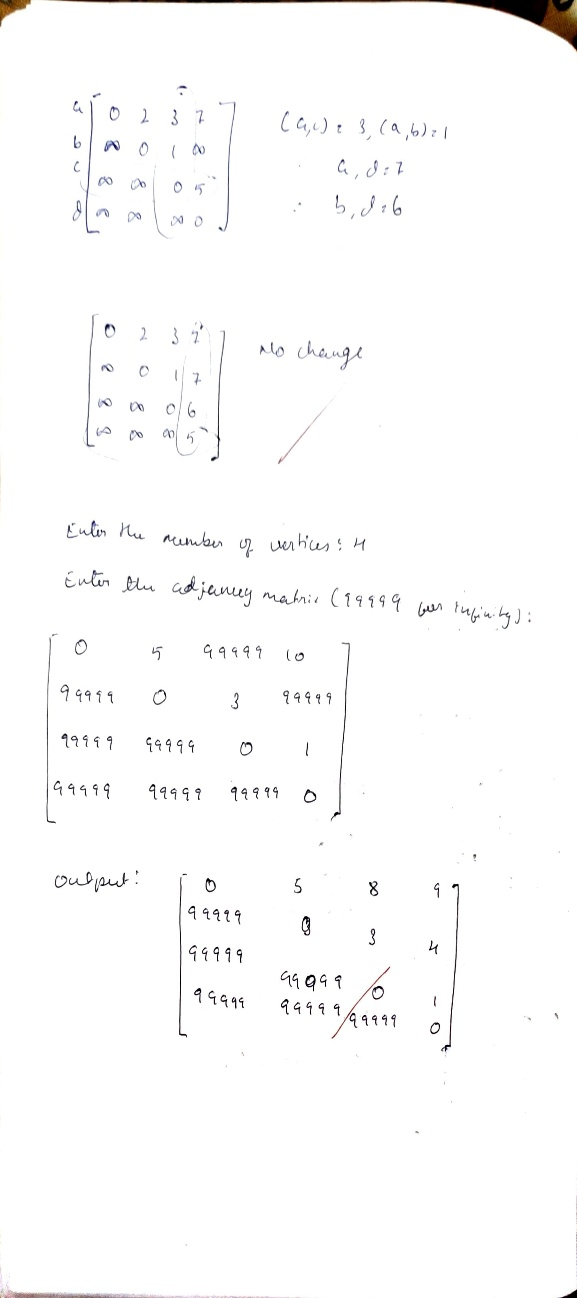 a 0 2 3 7
b ∞ 0 1 ∞
c ∞ ∞ 0 5
d ∞ ∞ ∞ 0
(a,c) = 3, (a,b)=1
a, d=7
∴ b, d=6
0 2 3 7
∞ 0 1 7
∞ ∞ 0 6
∞ ∞ ∞ 5
No change
Enter the number of vertices : 4
Enter the adjancey matrix (99999 for infinity) :
0 5 99999 10
99999 0 3 99999
99999 99999 0 1
99999 99999 99999 0
output:
0 5 8 9
99999 0 3 4
99999 99999 0 1
99999 99999 99999 0